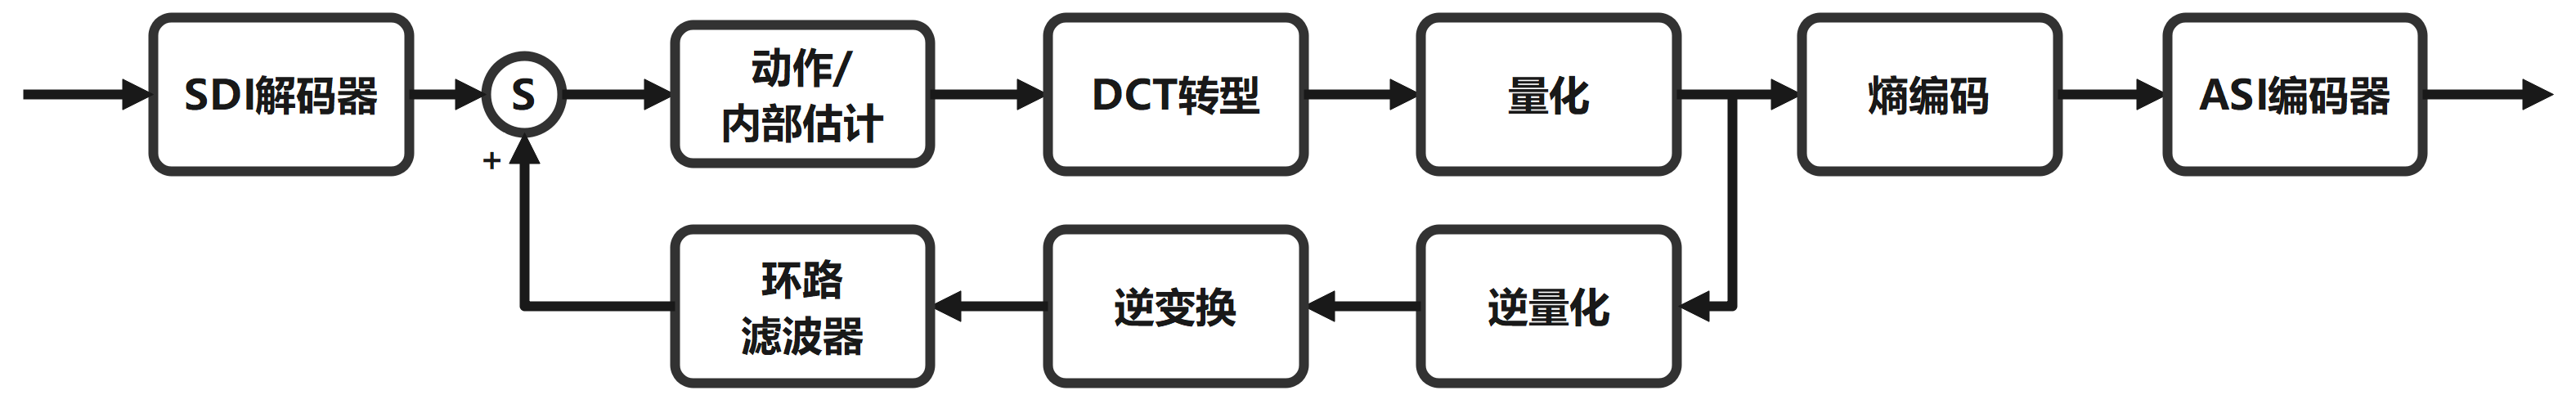 SDI解码器
S
+
动作/
内部估计
DCT转型
量化
熵编码
ASI编码器
环路
滤波器
逆变换
逆量化